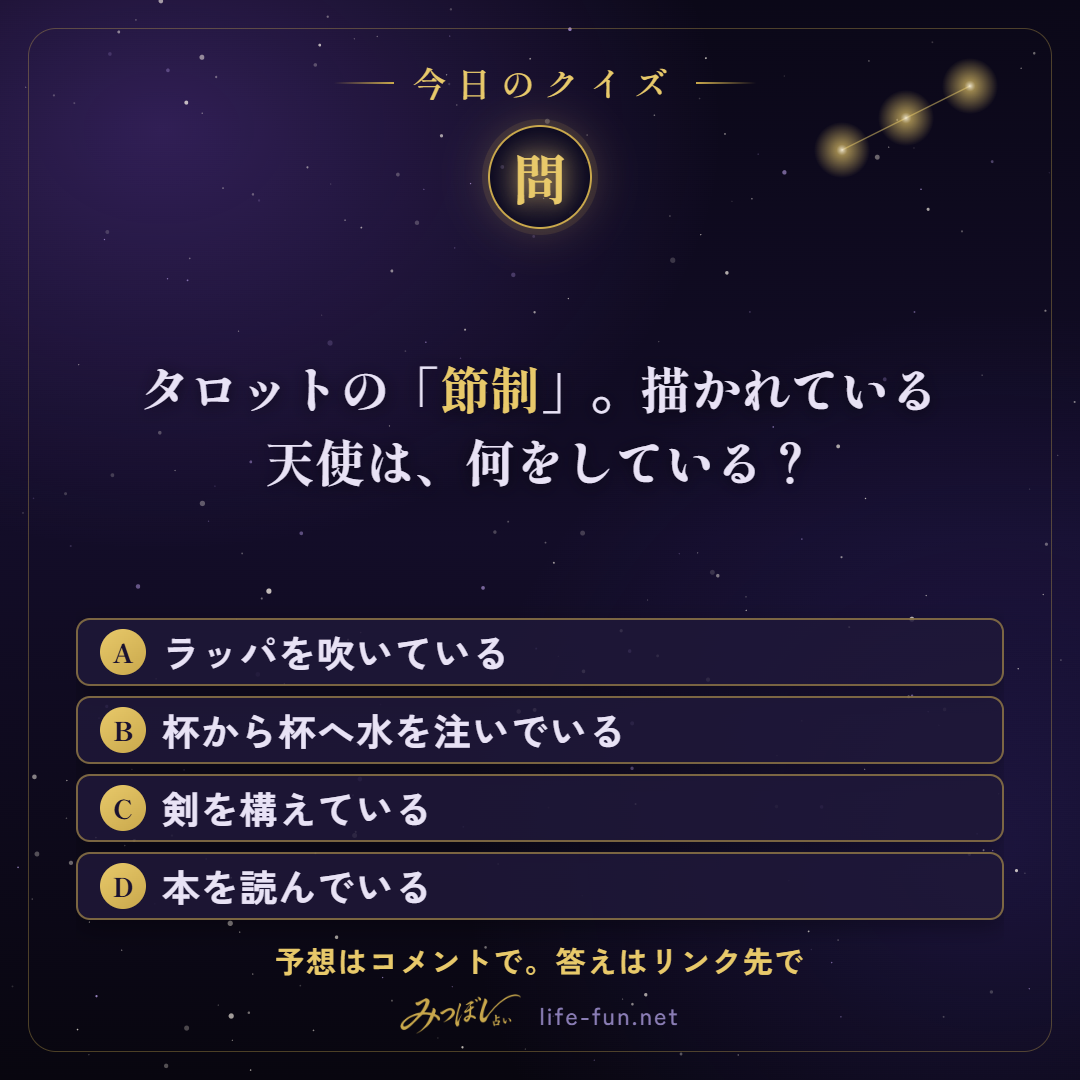 今日のクイズ
問
タロットの「節制」。描かれている
天使は、何をしている？
A ラッパを吹いている
B 杯から杯へ水を注いでいる
C 剣を構えている
D 本を読んでいる
予想はコメントで。答えはリンク先で
みつぼし占い life-fun.net